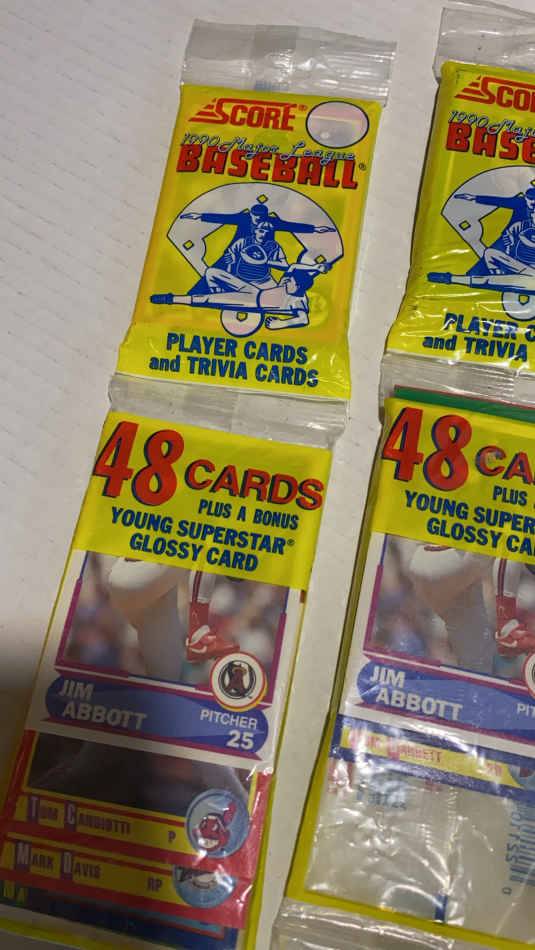 SCORE®
1990 Major League
BASEBALL®
PLAYER CARDS
and TRIVIA CARDS
48 CARDS
PLUS A BONUS
YOUNG SUPERSTAR®
GLOSSY CARD
JIM
ABBOTT
PITCHER
25
TOM CANDIOTTI P
MARK DAVIS RP
SCO
1990 Majo
BASE
PLAYER C
and TRIVIA
48 CA
PLUS
YOUNG SUPER
GLOSSY CA
JIM
ABBOTT
PIT